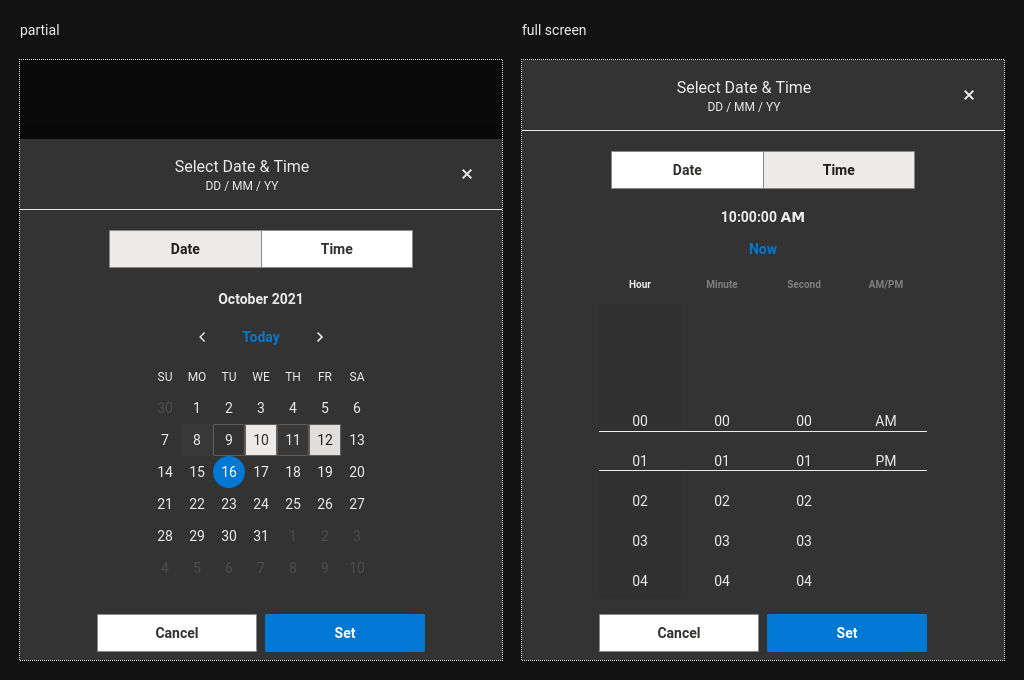 partial
Select Date & Time
DD / MM / YY
Date Time
October 2021
Today
SU MO TU WE TH FR SA
30 1 2 3 4 5 6
7 8 9 10 11 12 13
14 15 16 17 18 19 20
21 22 23 24 25 26 27
28 29 30 31 1 2 3
4 5 6 7 8 9 10
Cancel Set
full screen
Select Date & Time
DD / MM / YY
Date Time
10:00:00 AM
Now
Hour Minute Second AM/PM
00 00 00 AM
01 01 01 PM
02 02 02
03 03 03
04 04 04
Cancel Set